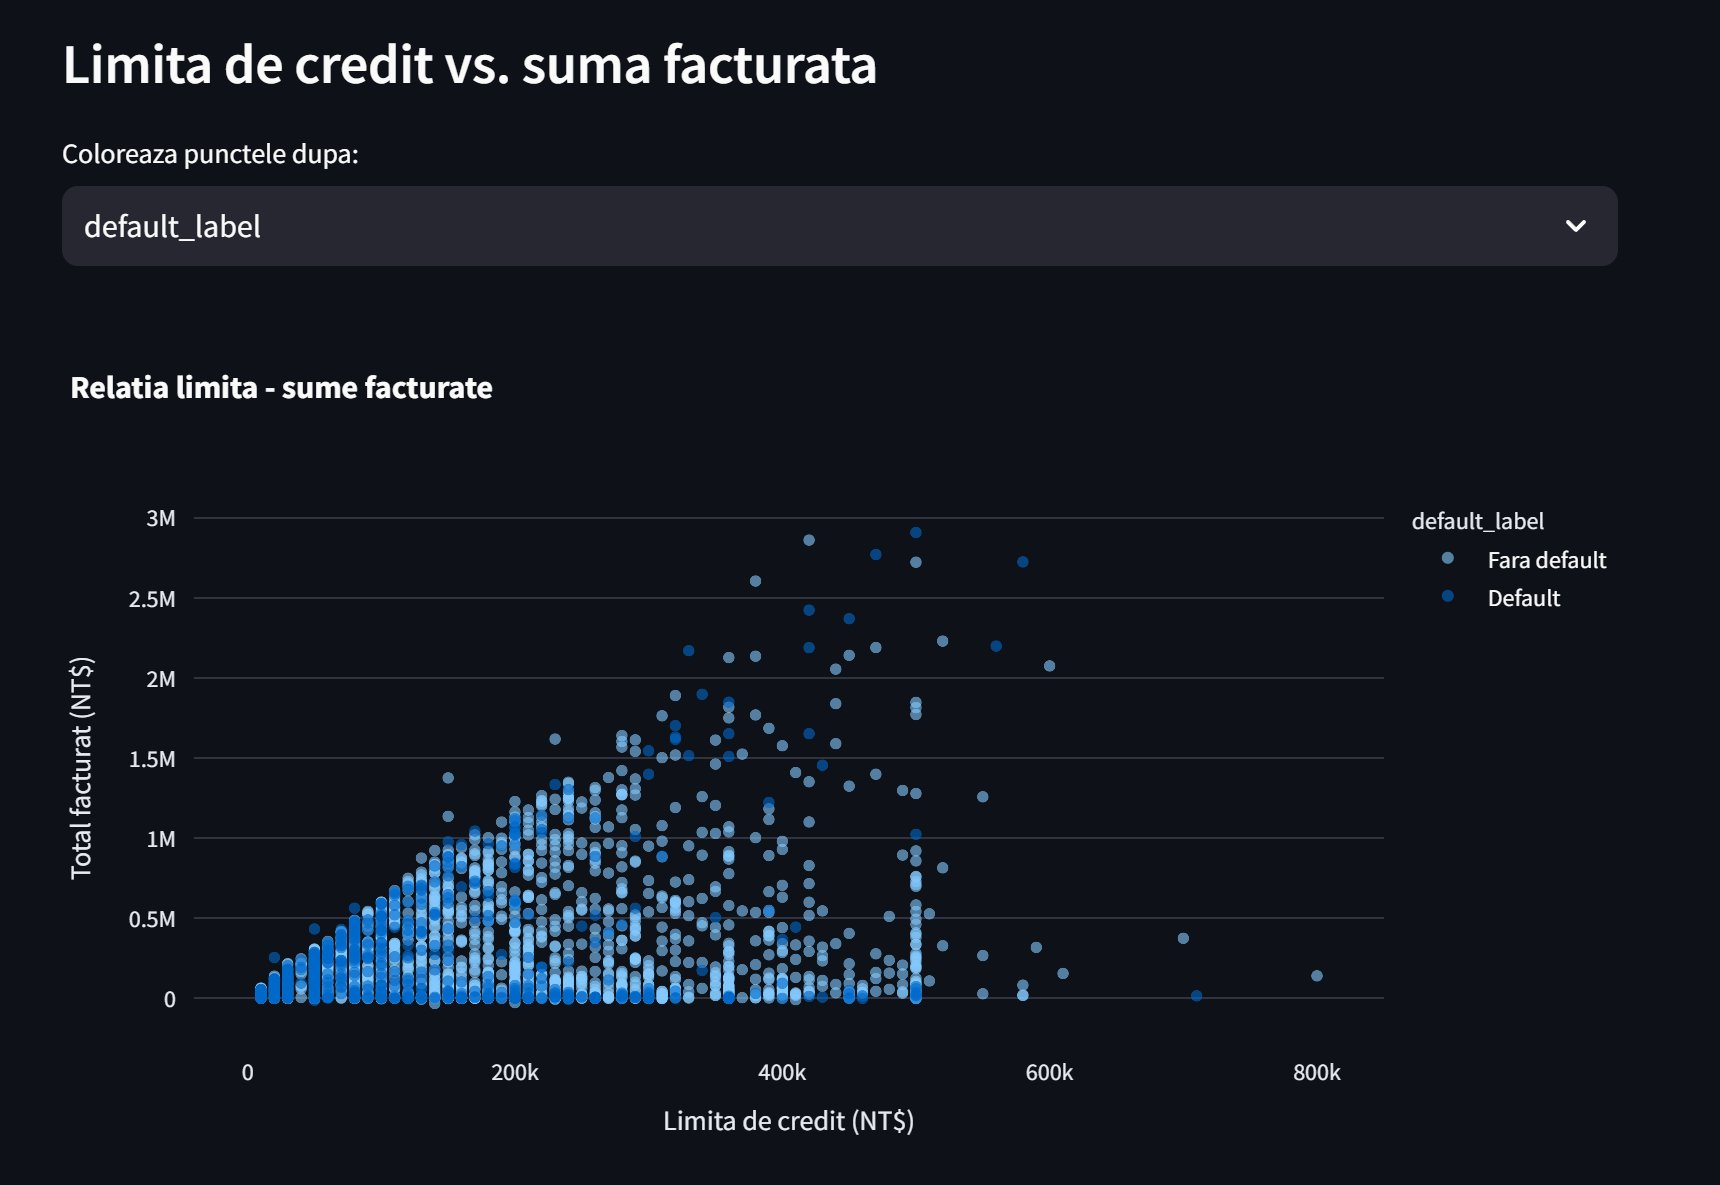 Limita de credit vs. suma facturata
Coloreaza punctele dupa:
default_label
Relatia limita - sume facturate
3M
2.5M
2M
1.5M
1M
0.5M
0
Total facturat (NT$)
0
200k
400k
600k
800k
Limita de credit (NT$)
default_label
Fara default
Default